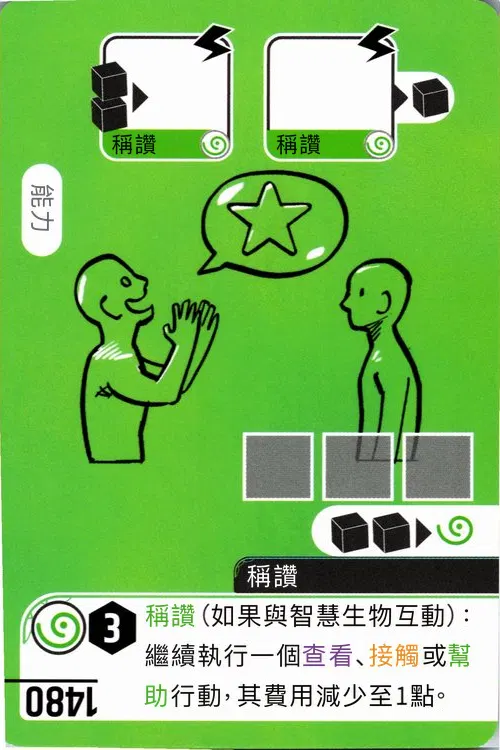 稱讚
稱讚
能力
稱讚
3
稱讚(如果與智慧生物互動):
繼續執行一個查看、接觸或幫
助行動,其費用減少至1點。
1480